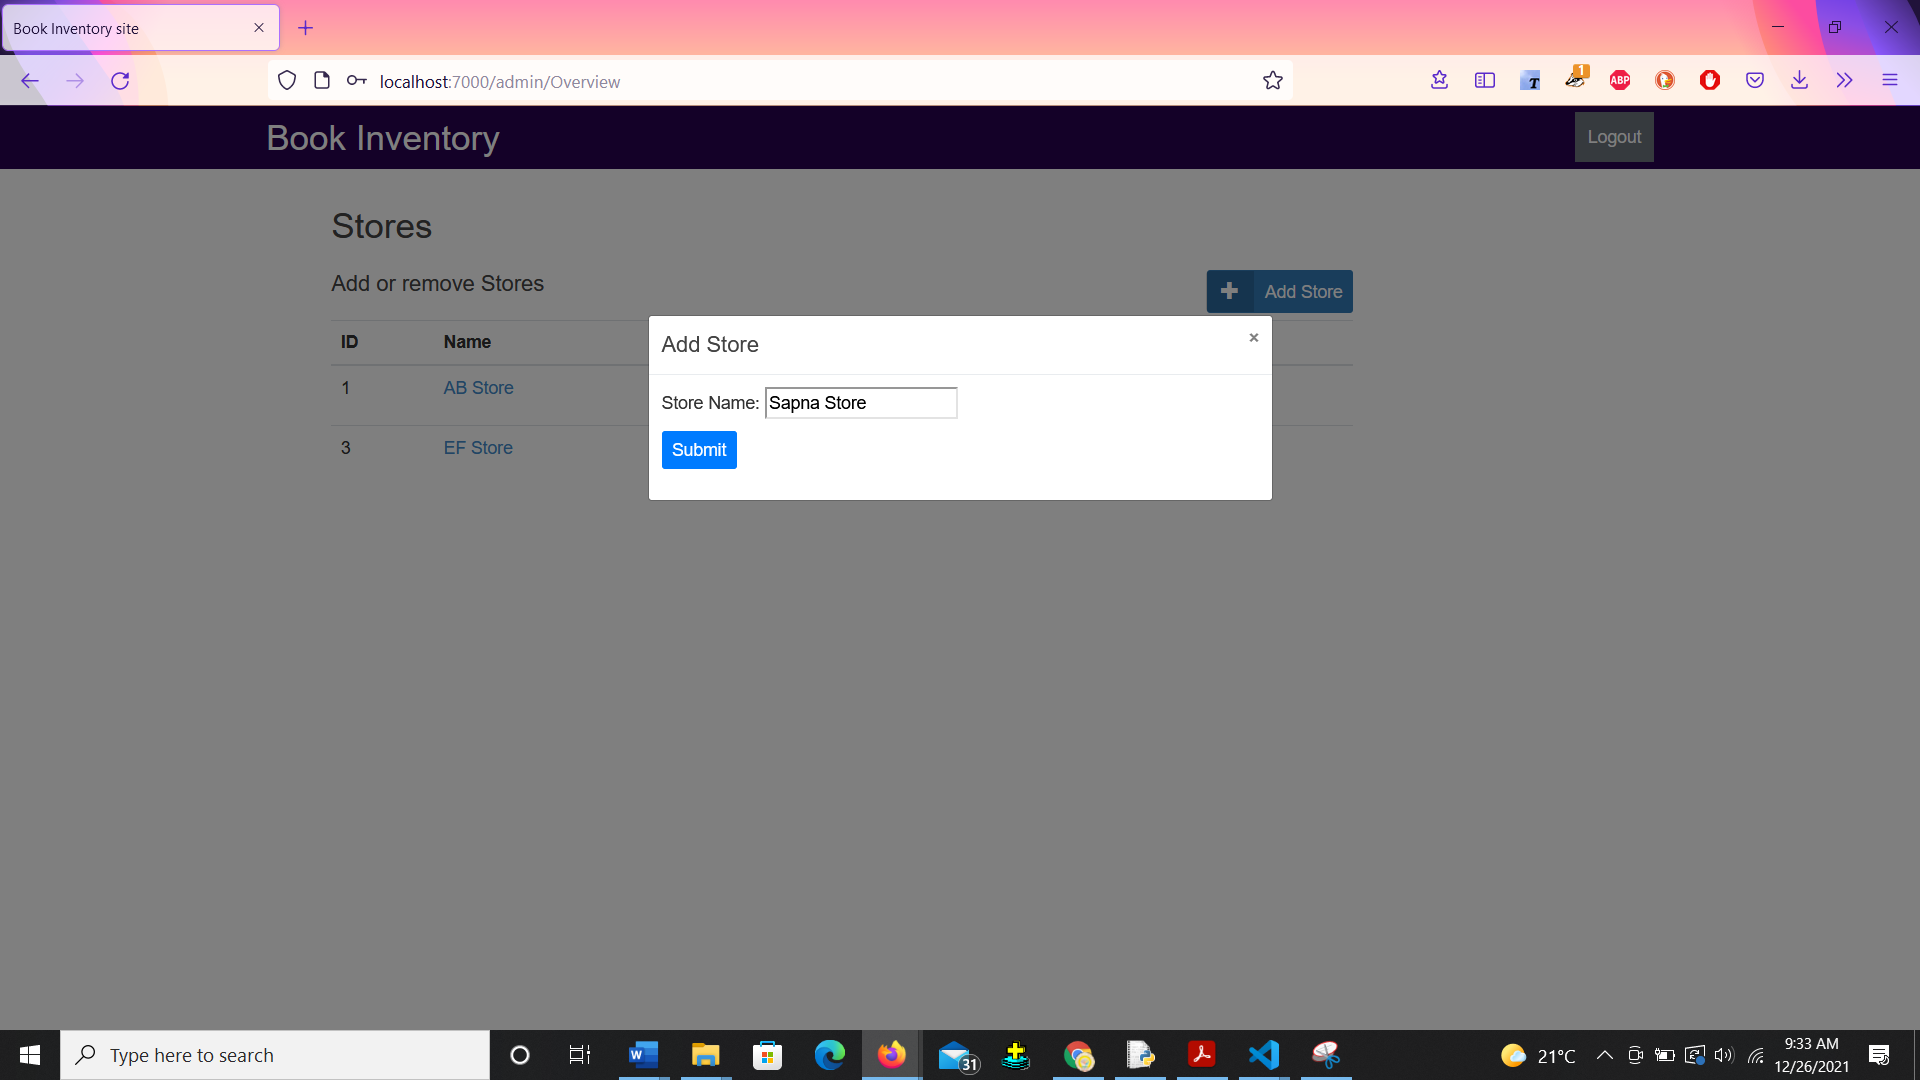 Book Inventory site
localhost:7000/admin/Overview
1
ABP
T
Book Inventory
Logout
Stores
Add or remove Stores
Add Store
ID
Name
1
AB Store
3
EF Store
Add Store
×
Store Name: Sapna Store
Submit
Type here to search
W
31
21°C
9:33 AM
12/26/2021